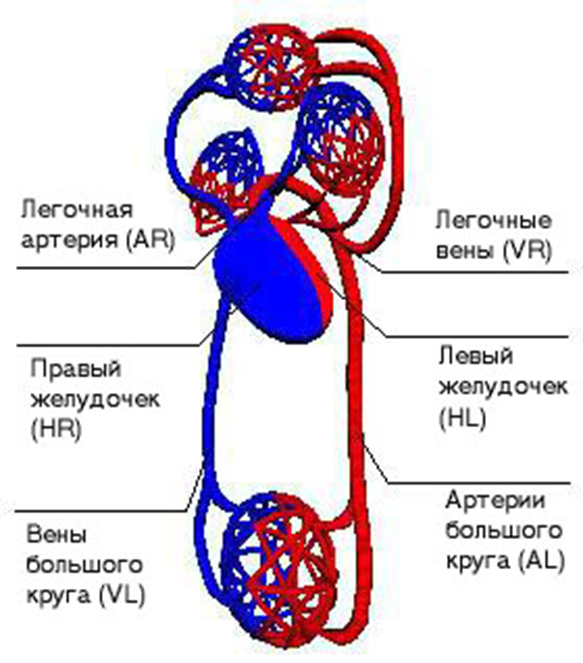 Легочная
артерия (AR)
Легочные
вены (VR)
Правый
желудочек
(HR)
Левый
желудочек
(HL)
Вены
большого
круга (VL)
Артерии
большого
круга (AL)